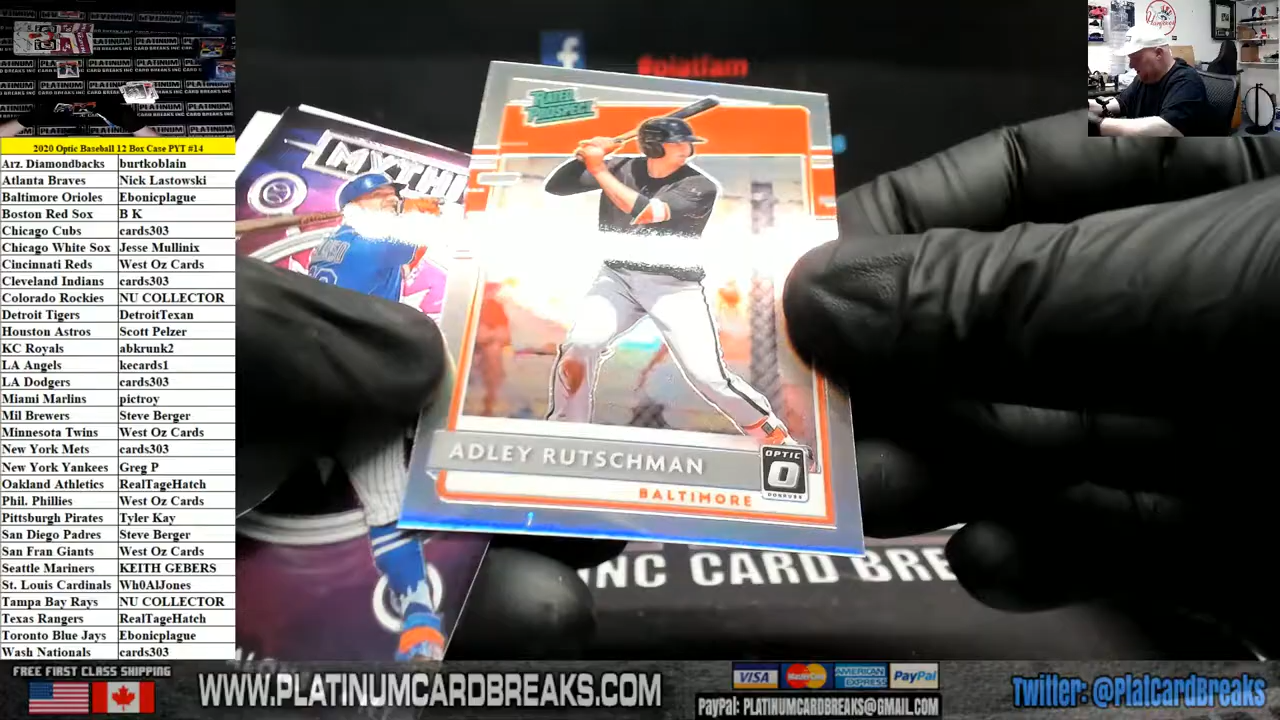 2020 Optic Baseball 12 Box Case PYT #14
Arz. Diamondbacks burtkoblain
Atlanta Braves Nick Lastowski
Baltimore Orioles Ebonicplague
Boston Red Sox B K
Chicago Cubs cards303
Chicago White Sox Jesse Mullinix
Cincinnati Reds West Oz Cards
Cleveland Indians cards303
Colorado Rockies NU COLLECTOR
Detroit Tigers DetroitTexan
Houston Astros Scott Pelzer
KC Royals abkrunk2
LA Angels kecards1
LA Dodgers cards303
Miami Marlins pictroy
Mil Brewers Steve Berger
Minnesota Twins West Oz Cards
New York Mets cards303
New York Yankees Greg P
Oakland Athletics RealTageHatch
Phil. Phillies West Oz Cards
Pittsburgh Pirates Tyler Kay
San Diego Padres Steve Berger
San Fran Giants West Oz Cards
Seattle Mariners KEITH GEBERS
St. Louis Cardinals Wh0AlJones
Tampa Bay Rays NU COLLECTOR
Texas Rangers RealTageHatch
Toronto Blue Jays Ebonicplague
Wash Nationals cards303
#platfam
RATED
PROSPECT
MYTHI
ADLEY RUTSCHMAN
BALTIMORE
OPTIC
DONRUSS
INC CARD BRE
FREE FIRST CLASS SHIPPING
WWW.PLATINUMCARDBREAKS.COM
VISA MasterCard AMERICAN EXPRESS PayPal
PayPal: PLATINUMCARDBREAKS@GMAIL.COM
Twitter: @PlatCardBreaks